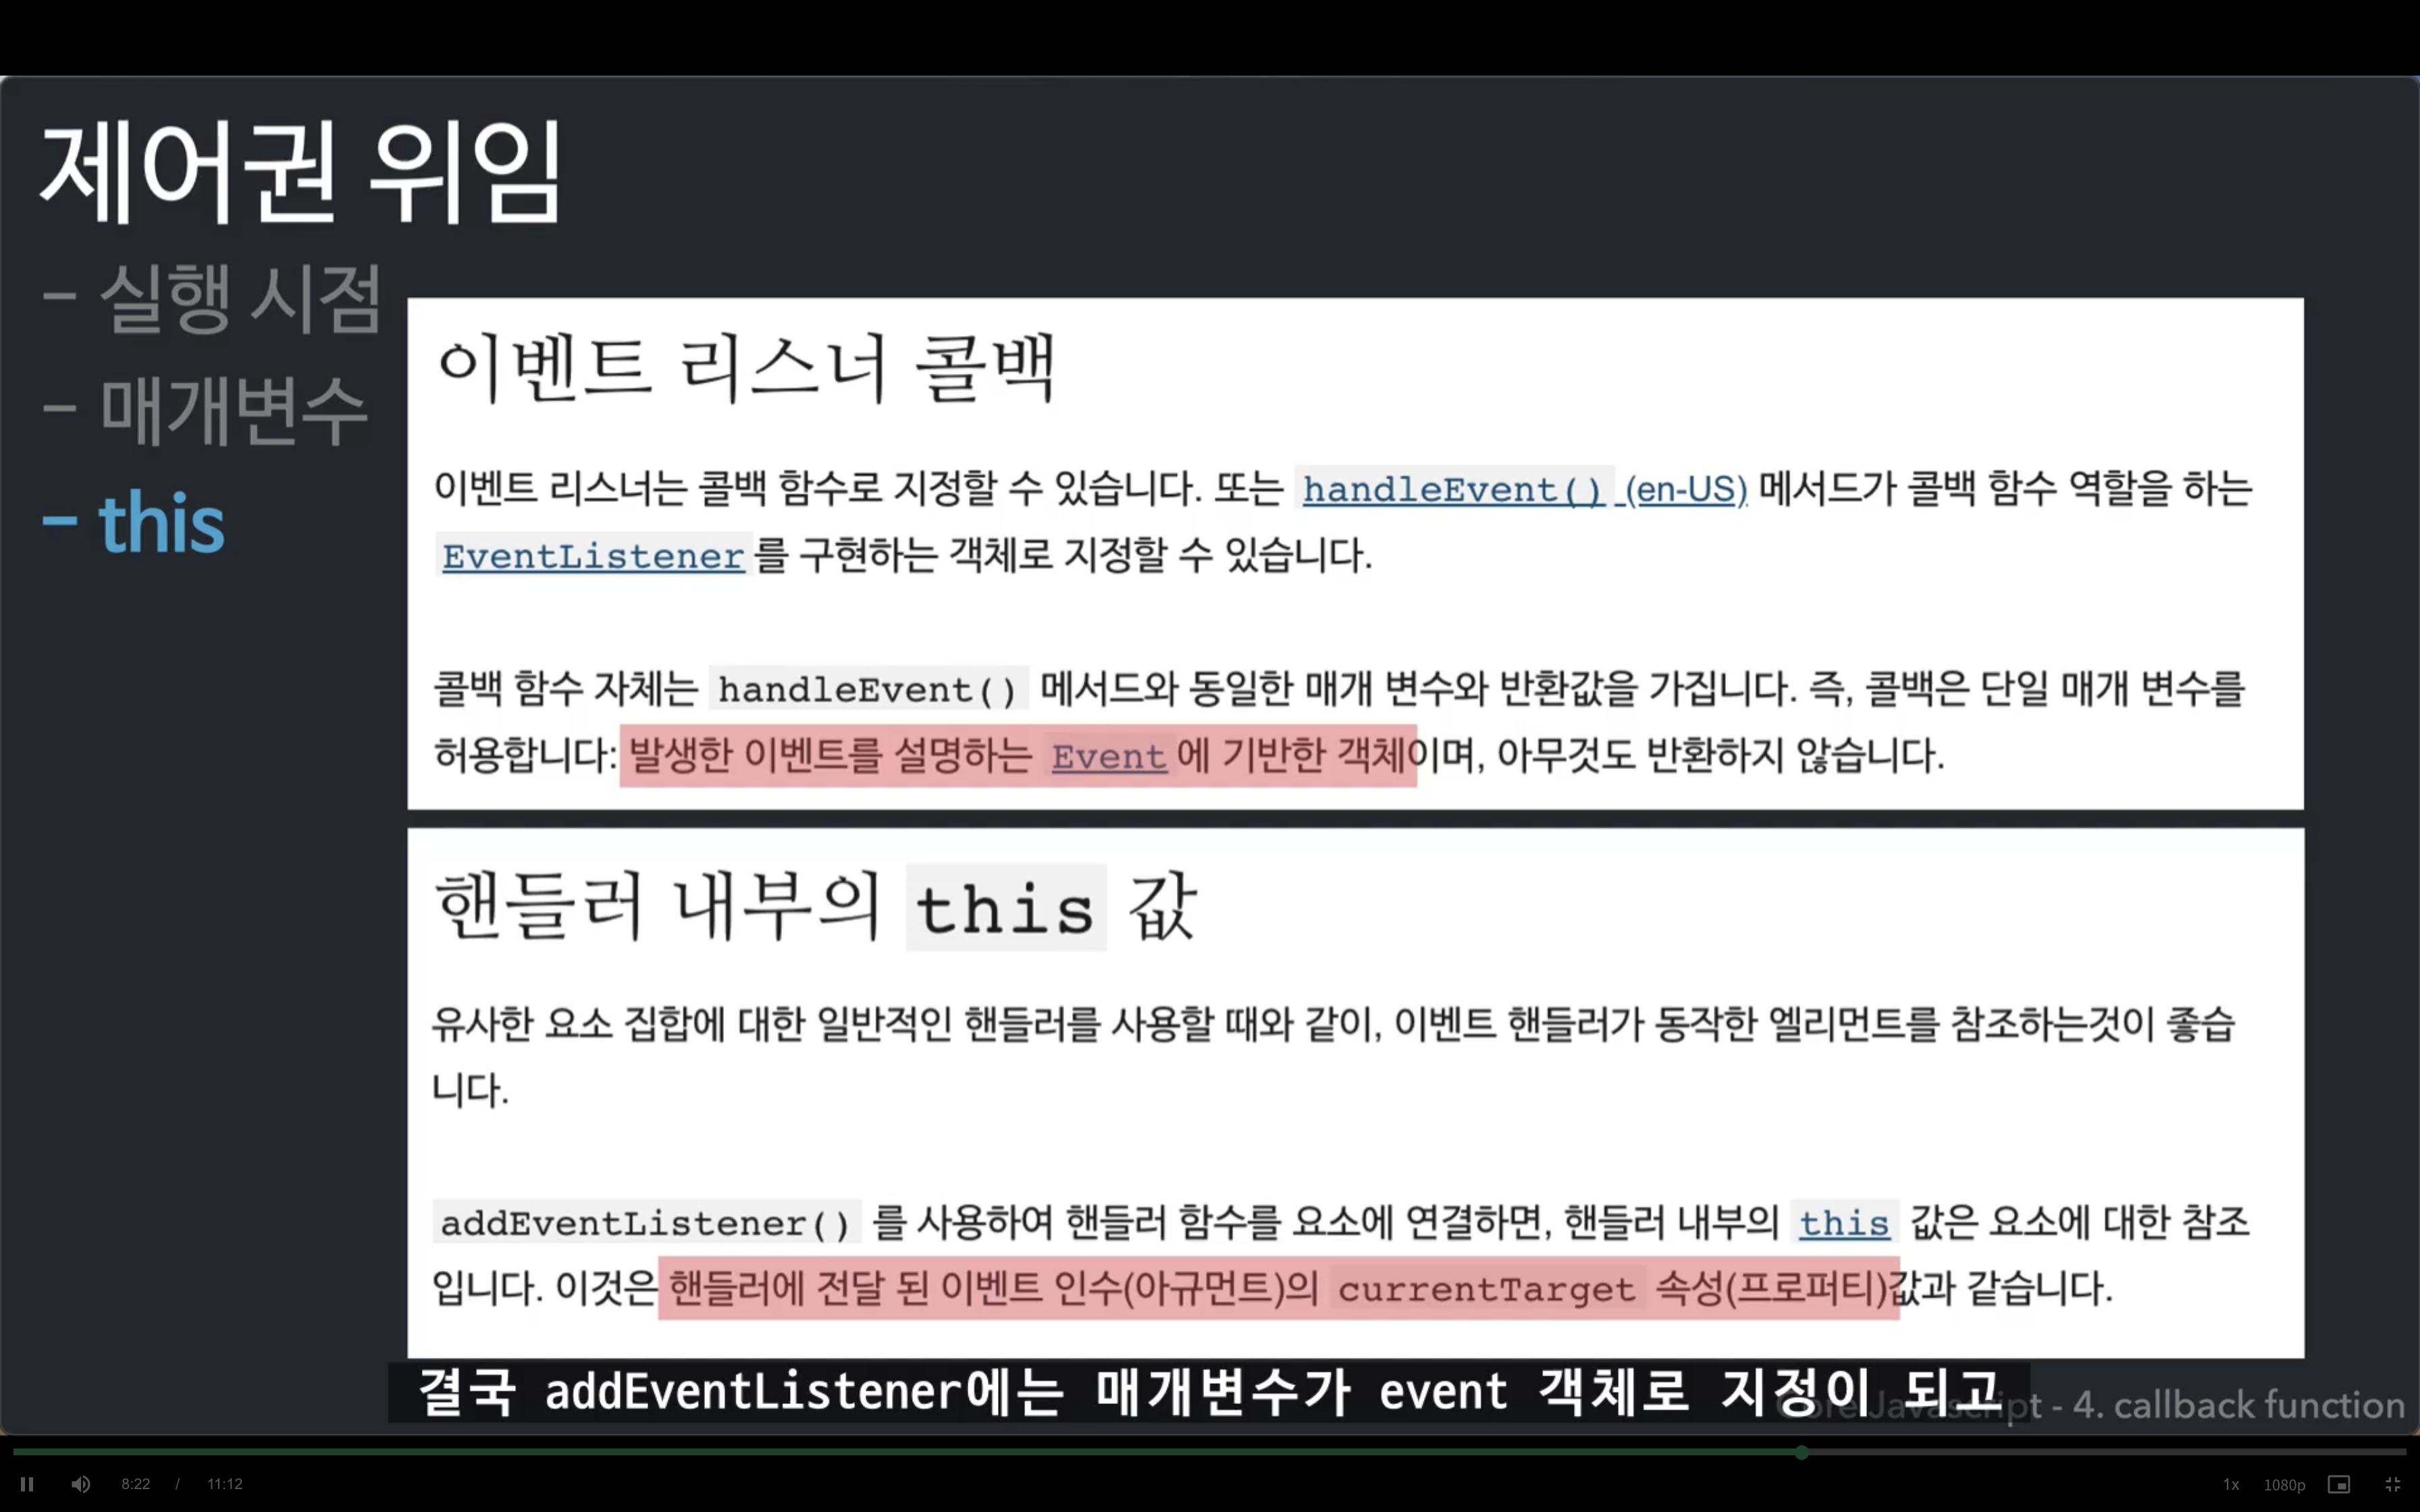 제어권 위임
- 실행 시점
- 매개변수
- this
이벤트 리스너 콜백
이벤트 리스너는 콜백 함수로 지정할 수 있습니다. 또는 handleEvent() (en-US) 메서드가 콜백 함수 역할을 하는
EventListener를 구현하는 객체로 지정할 수 있습니다.
콜백 함수 자체는 handleEvent() 메서드와 동일한 매개 변수와 반환값을 가집니다. 즉, 콜백은 단일 매개 변수를
허용합니다: 발생한 이벤트를 설명하는 Event에 기반한 객체이며, 아무것도 반환하지 않습니다.
핸들러 내부의 this 값
유사한 요소 집합에 대한 일반적인 핸들러를 사용할 때와 같이, 이벤트 핸들러가 동작한 엘리먼트를 참조하는것이 좋습
니다.
addEventListener() 를 사용하여 핸들러 함수를 요소에 연결하면, 핸들러 내부의 this 값은 요소에 대한 참조
입니다. 이것은 핸들러에 전달 된 이벤트 인수(아규먼트)의 currentTarget 속성(프로퍼티)값과 같습니다.
결국 addEventListener에는 매개변수가 event 객체로 지정이 되고
Core Javascript - 4. callback function
8:22 / 11:12
1x 1080p